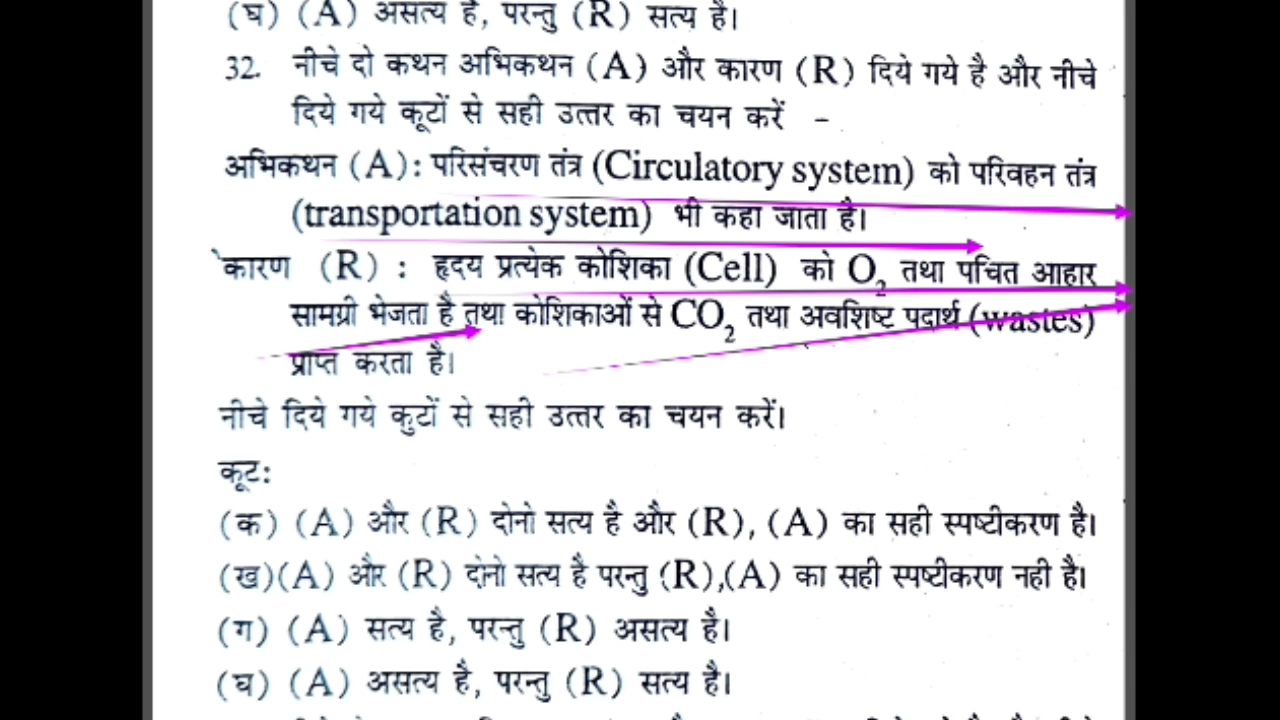 (घ) (A) असत्य है, परन्तु (R) सत्य है।
32. नीचे दो कथन अभिकथन (A) और कारण (R) दिये गये है और नीचे
दिये गये कूटों से सही उत्तर का चयन करें -
अभिकथन (A): परिसंचरण तंत्र (Circulatory system) को परिवहन तंत्र
(transportation system) भी कहा जाता है।
कारण (R) : हृदय प्रत्येक कोशिका (Cell) को O₂ तथा पचित आहार
सामग्री भेजता है तथा कोशिकाओं से CO₂ तथा अवशिष्ट पदार्थ (wastes)
प्राप्त करता है।
नीचे दिये गये कुटों से सही उत्तर का चयन करें।
कूट:
(क) (A) और (R) दोनो सत्य है और (R), (A) का सही स्पष्टीकरण है।
(ख)(A) और (R) दोनो सत्य है परन्तु (R),(A) का सही स्पष्टीकरण नही है।
(ग) (A) सत्य है, परन्तु (R) असत्य है।
(घ) (A) असत्य है, परन्तु (R) सत्य है।